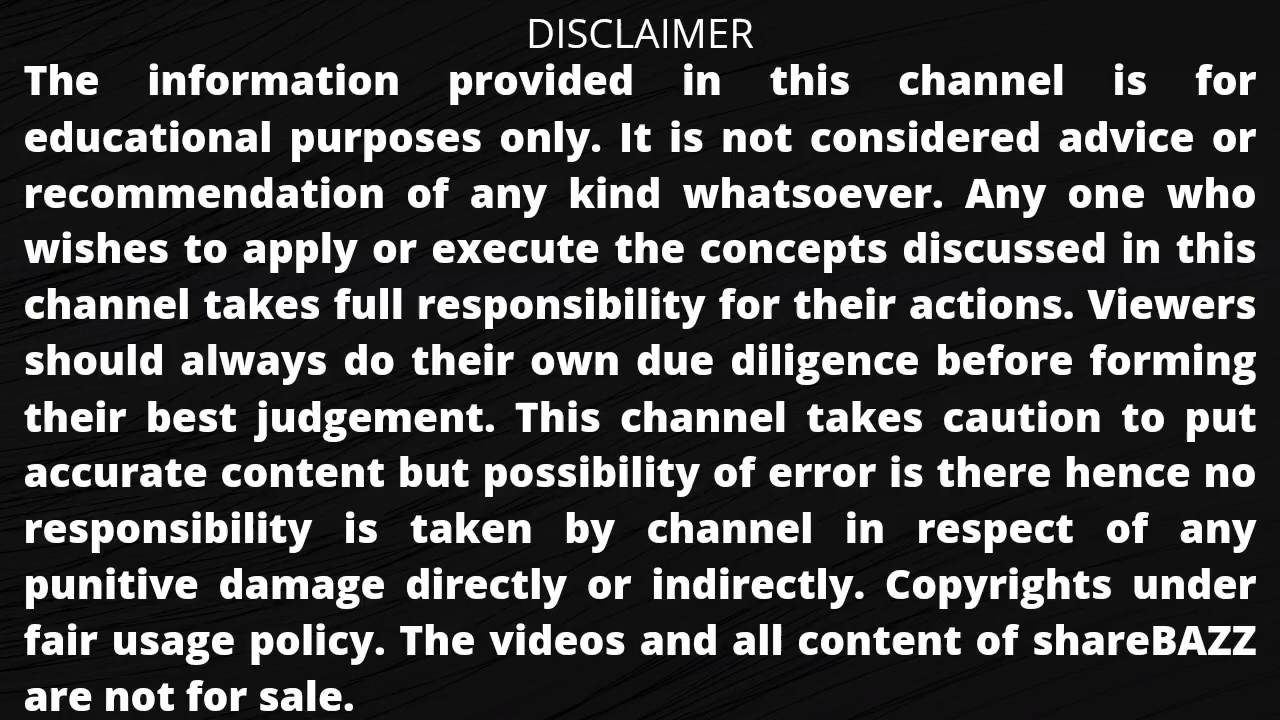 DISCLAIMER
The information provided in this channel is for
educational purposes only. It is not considered advice or
recommendation of any kind whatsoever. Any one who
wishes to apply or execute the concepts discussed in this
channel takes full responsibility for their actions. Viewers
should always do their own due diligence before forming
their best judgement. This channel takes caution to put
accurate content but possibility of error is there hence no
responsibility is taken by channel in respect of any
punitive damage directly or indirectly. Copyrights under
fair usage policy. The videos and all content of shareBAZZ
are not for sale.